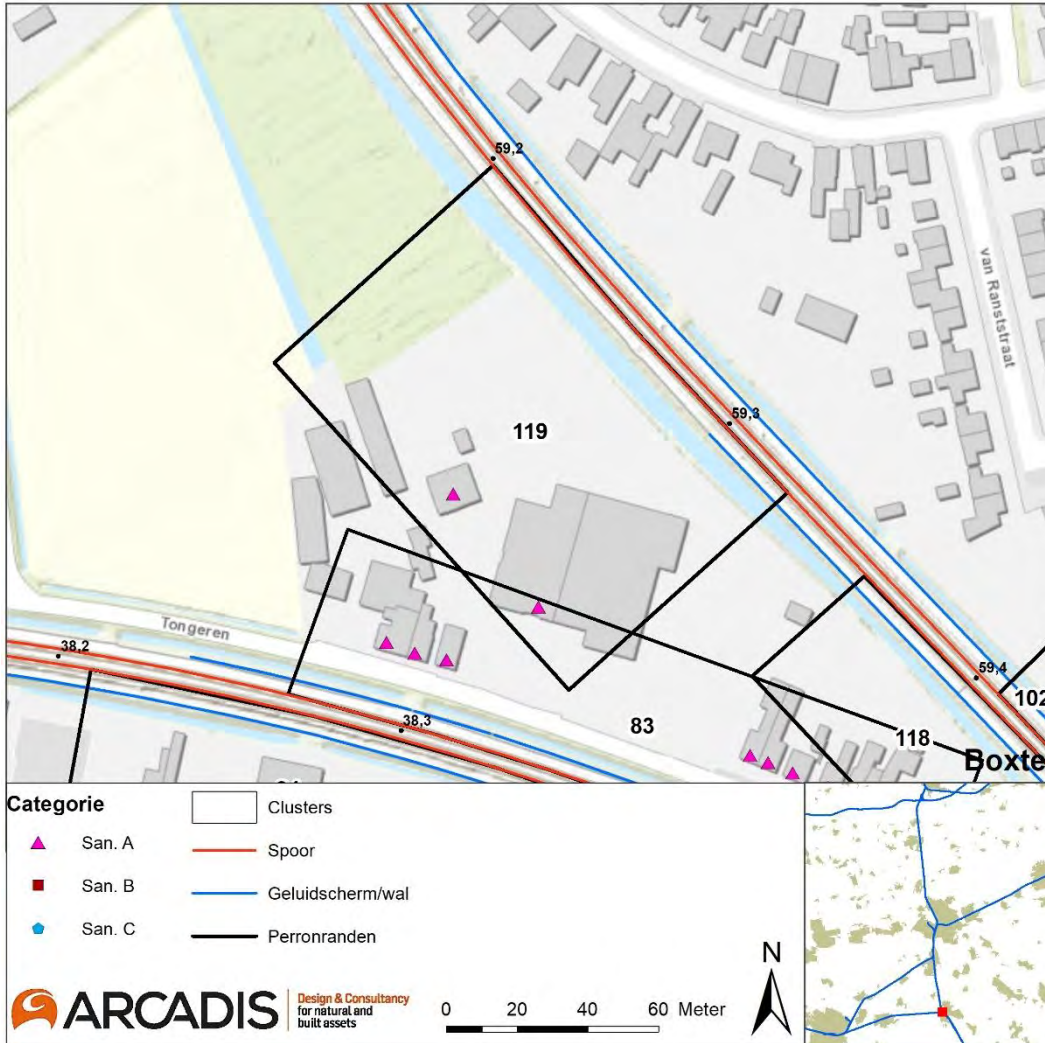 59,2
van Ranststraat
59,3
119
Tongeren
38,2
38,3
83
59,4
102
118
Boxte
Categorie
San. A
San. B
San. C
Clusters
Spoor
Geluidscherm/wal
Perronranden
ARCADIS
Design & Consultancy
for natural and
built assets
0 20 40 60 Meter
N